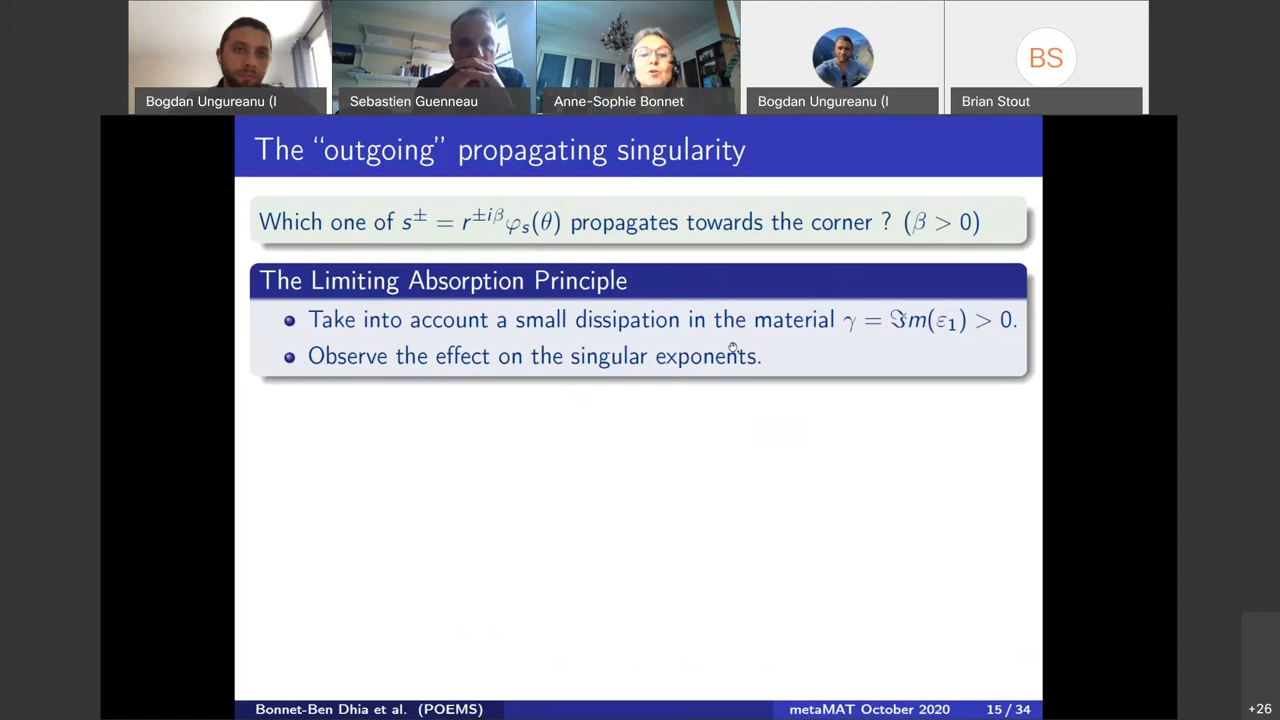 Bogdan Ungureanu (I
Sebastien Guenneau
Anne-Sophie Bonnet
Bogdan Ungureanu (I
BS
Brian Stout
The “outgoing” propagating singularity
Which one of s^± = r^{±iβ}φ_s(θ) propagates towards the corner ? (β > 0)
The Limiting Absorption Principle
Take into account a small dissipation in the material γ = ℑm(ε₁) > 0.
Observe the effect on the singular exponents.
Bonnet-Ben Dhia et al. (POEMS)
metaMAT October 2020
15 / 34
+26